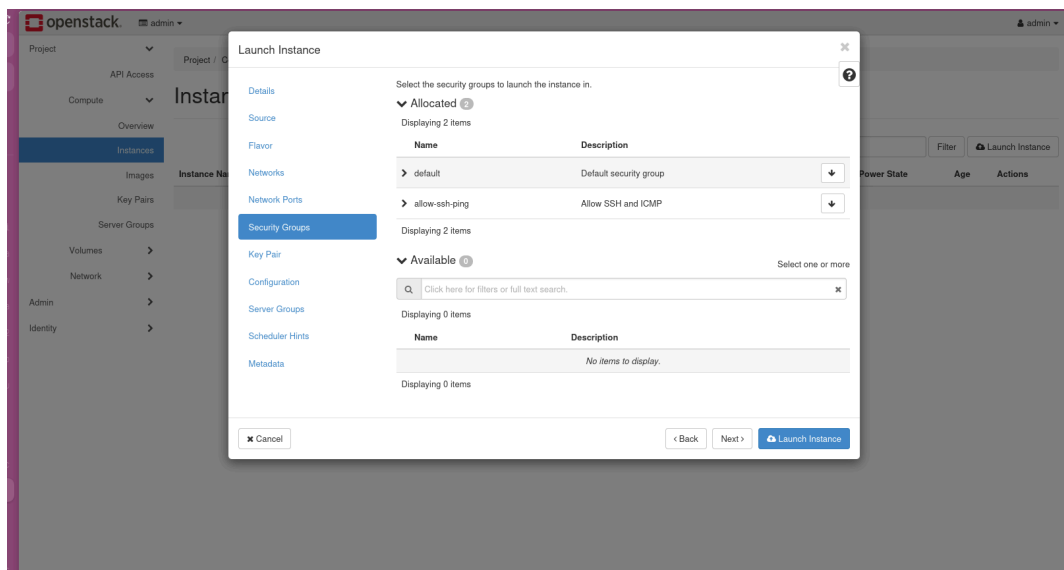 openstack. admin admin
Project
API Access
Compute
Overview
Instances
Images
Key Pairs
Server Groups
Volumes
Network
Admin
Identity
Project / C
Instan
Filter Launch Instance
Instance Na Power State Age Actions
Launch Instance
Details
Source
Flavor
Networks
Network Ports
Security Groups
Key Pair
Configuration
Server Groups
Scheduler Hints
Metadata
Select the security groups to launch the instance in.
Allocated 2
Displaying 2 items
Name Description
default Default security group
allow-ssh-ping Allow SSH and ICMP
Displaying 2 items
Available 0 Select one or more
Click here for filters or full text search.
Displaying 0 items
Name Description
No items to display.
Displaying 0 items
Cancel < Back Next > Launch Instance